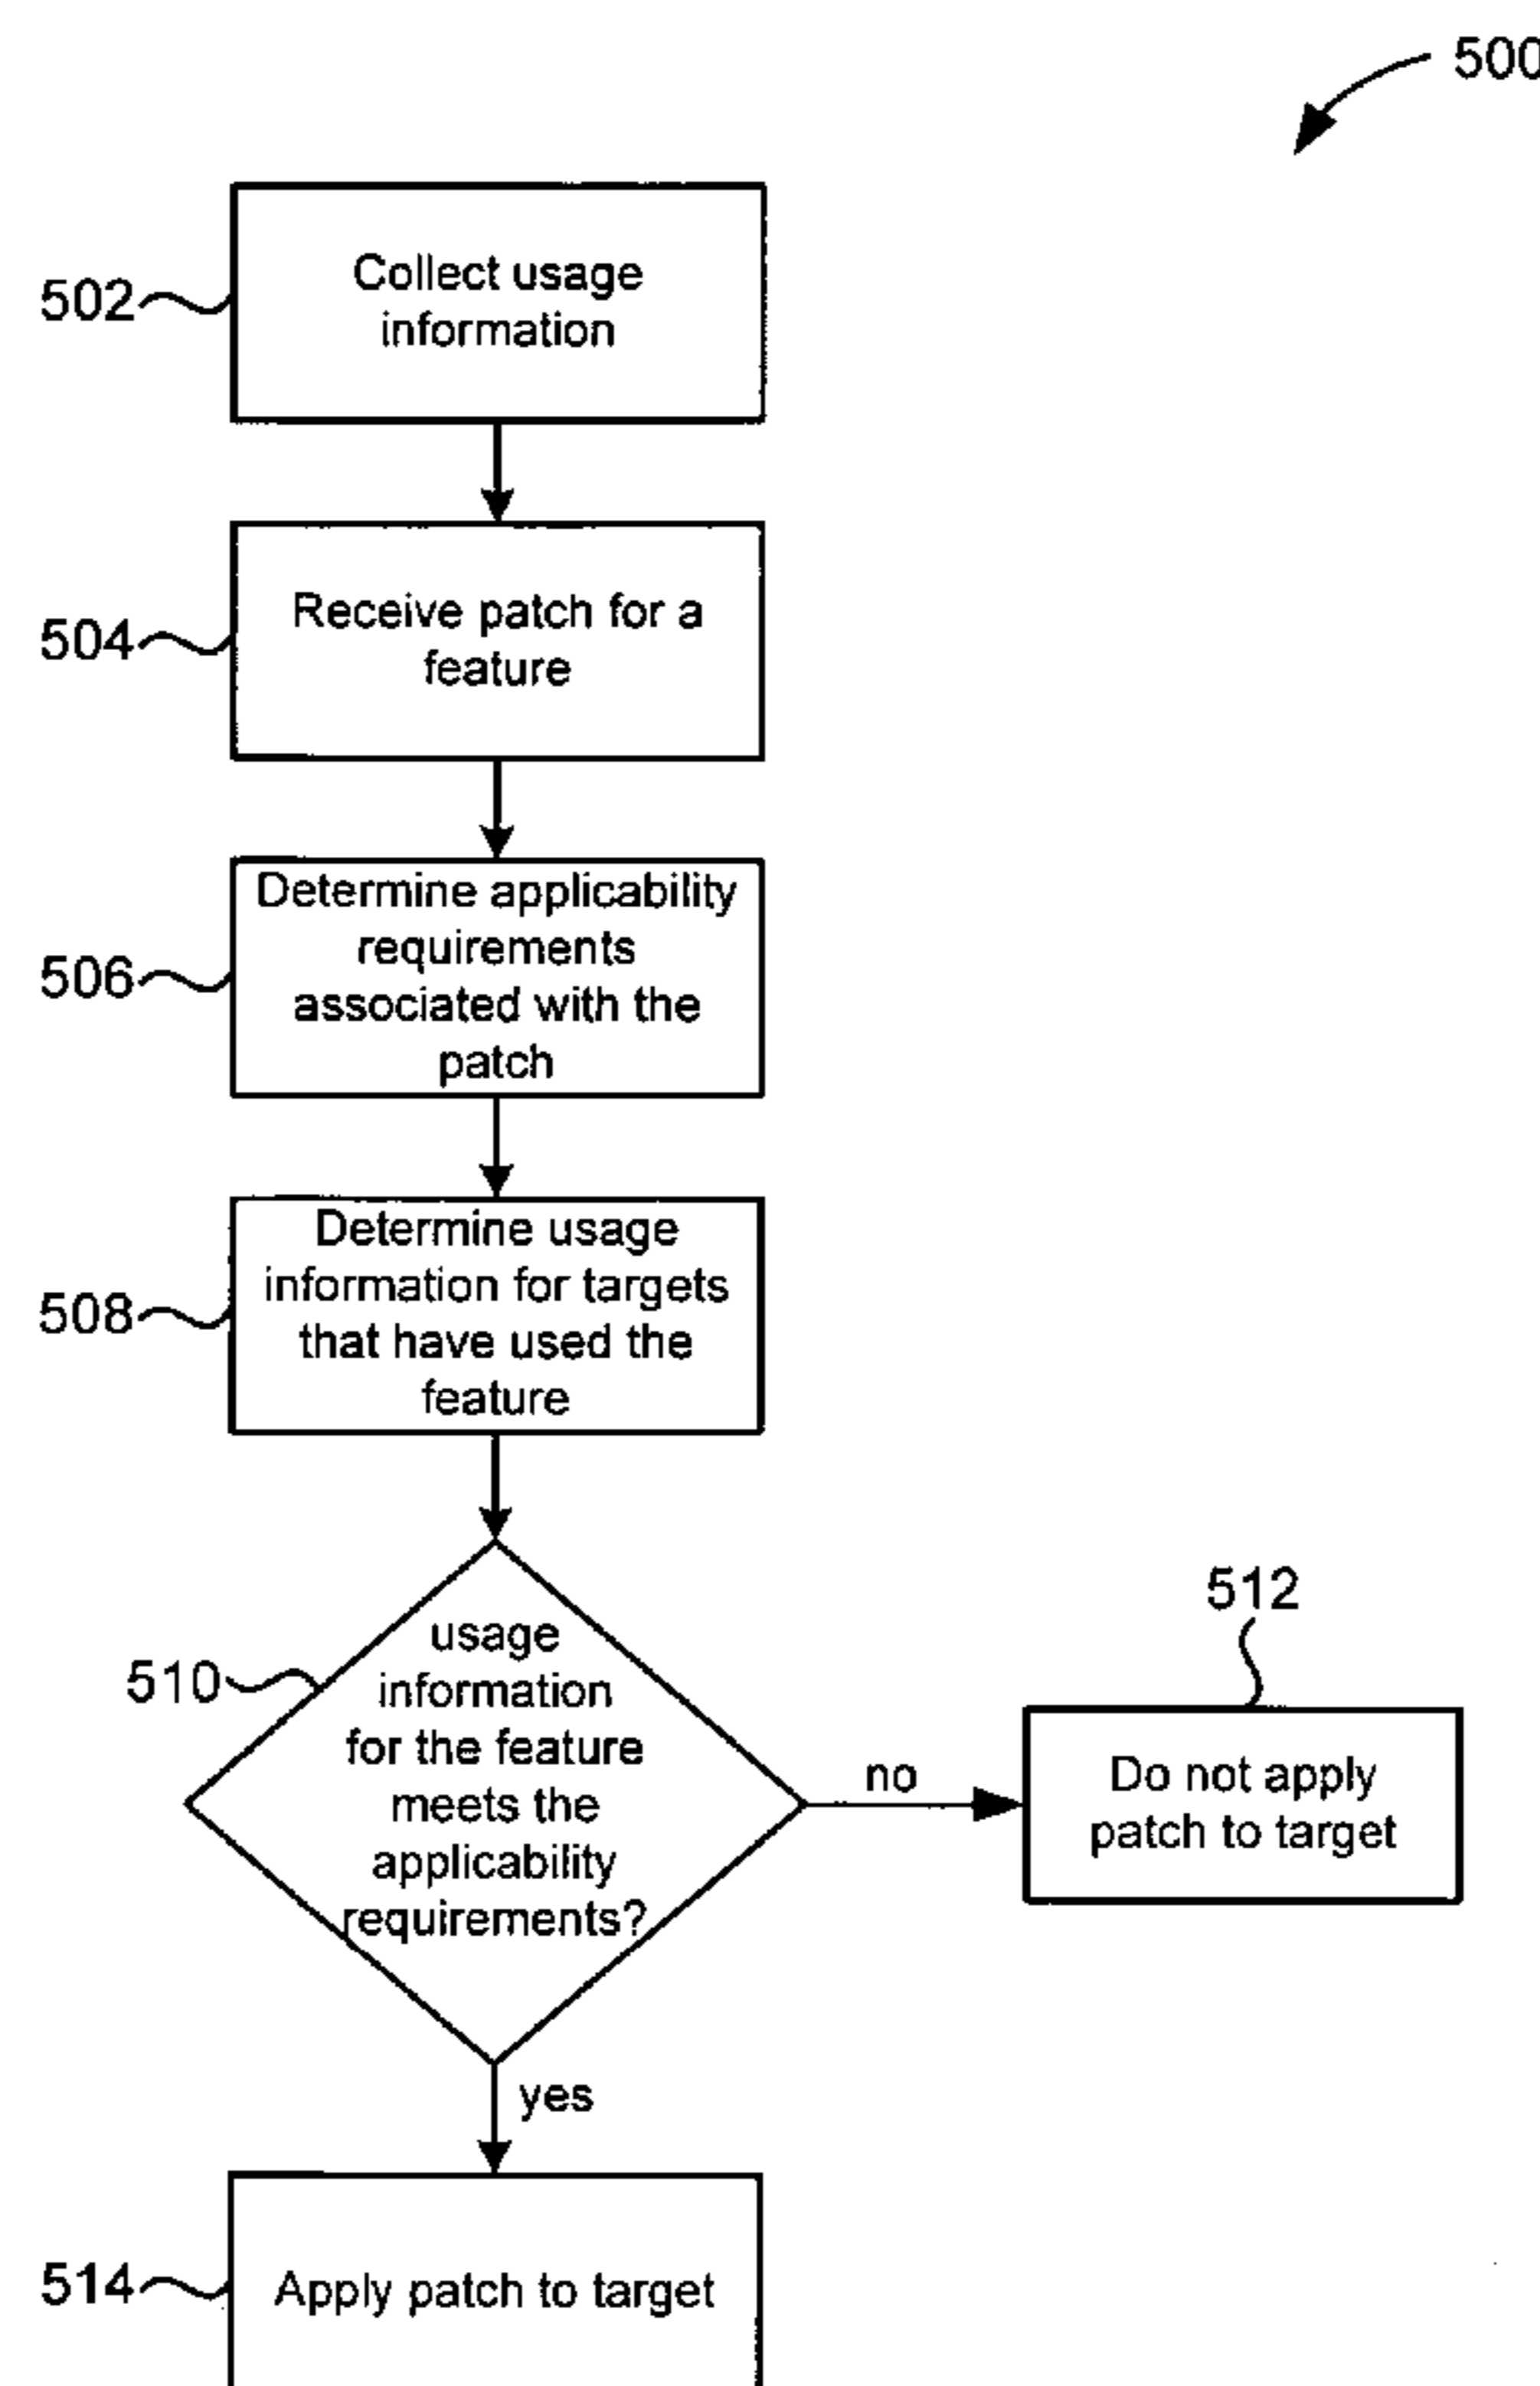 500
502
Collect usage
information
504
Receive patch for a
feature
506
Determine applicability
requirements
associated with the
patch
508
Determine usage
information for targets
that have used the
feature
510
usage
information
for the feature
meets the
applicability
requirements?
no
512
Do not apply
patch to target
yes
514
Apply patch to target